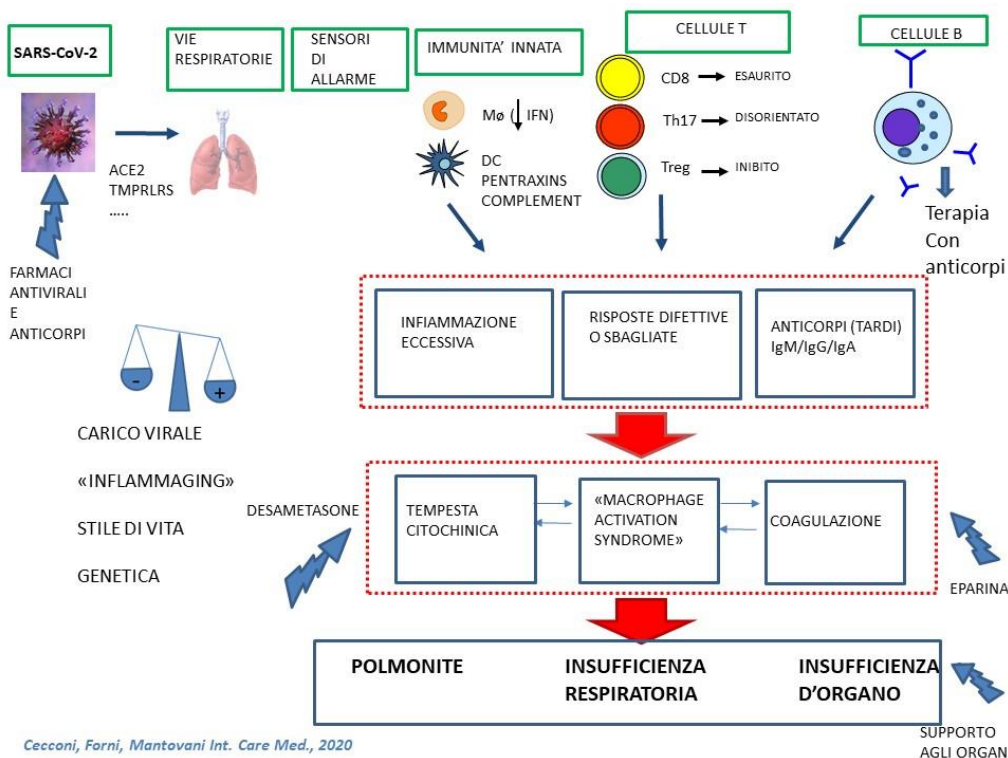 SARS-CoV-2
VIE
RESPIRATORIE
SENSORI
DI
ALLARME
IMMUNITA' INNATA
CELLULE T
CELLULE B
ACE2
TMPRLRS
.....
Mø ( IFN)
DC
PENTRAXINS
COMPLEMENT
CD8
ESAURITO
Th17
DISORIENTATO
Treg
INIBITO
Terapia
Con
anticorpi
FARMACI
ANTIVIRALI
E
ANTICORPI
-
+
CARICO VIRALE
«INFLAMMAGING»
STILE DI VITA
GENETICA
INFIAMMAZIONE
ECCESSIVA
RISPOSTE DIFETTIVE
O SBAGLIATE
ANTICORPI (TARDI)
IgM/IgG/IgA
DESAMETASONE
TEMPESTA
CITOCHINICA
«MACROPHAGE
ACTIVATION
SYNDROME»
COAGULAZIONE
EPARINA
POLMONITE
INSUFFICIENZA
RESPIRATORIA
INSUFFICIENZA
D'ORGANO
SUPPORTO
AGLI ORGAN
Cecconi, Forni, Mantovani Int. Care Med., 2020